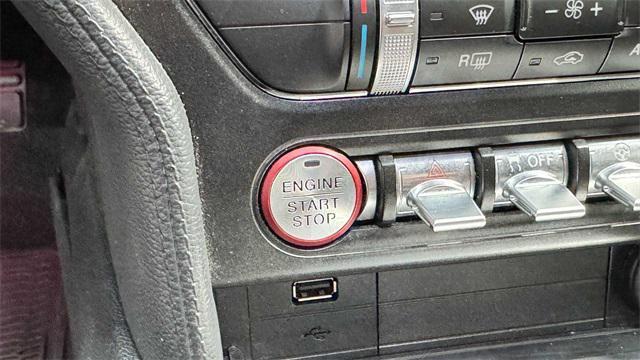 − +
R
A
ENGINE
START
STOP
OFF